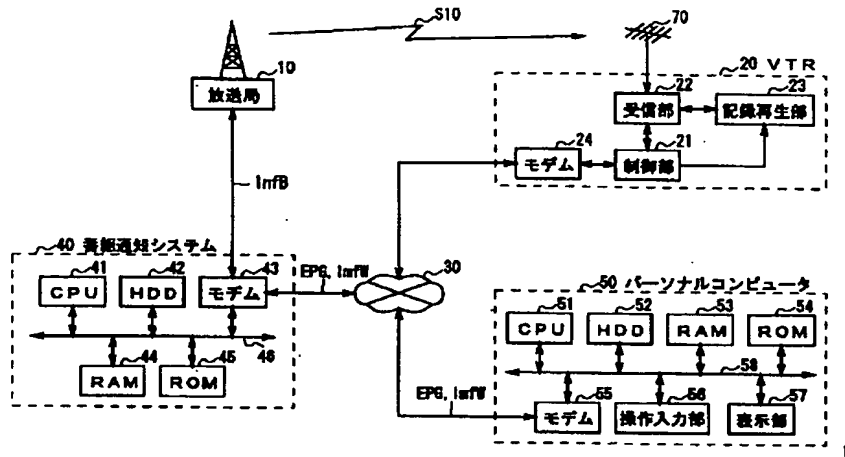 S10
70
10
放送局
20 VTR
22
受信部
23
記録再生部
24
モデム
21
制御部
InfB
40 番組通知システム
41
CPU
42
HDD
43
モデム
EPG, InfW
30
44
RAM
45
ROM
46
50 パーソナルコンピュータ
51
CPU
52
HDD
53
RAM
54
ROM
58
EPG, InfW
55
モデム
56
操作入力部
57
表示部